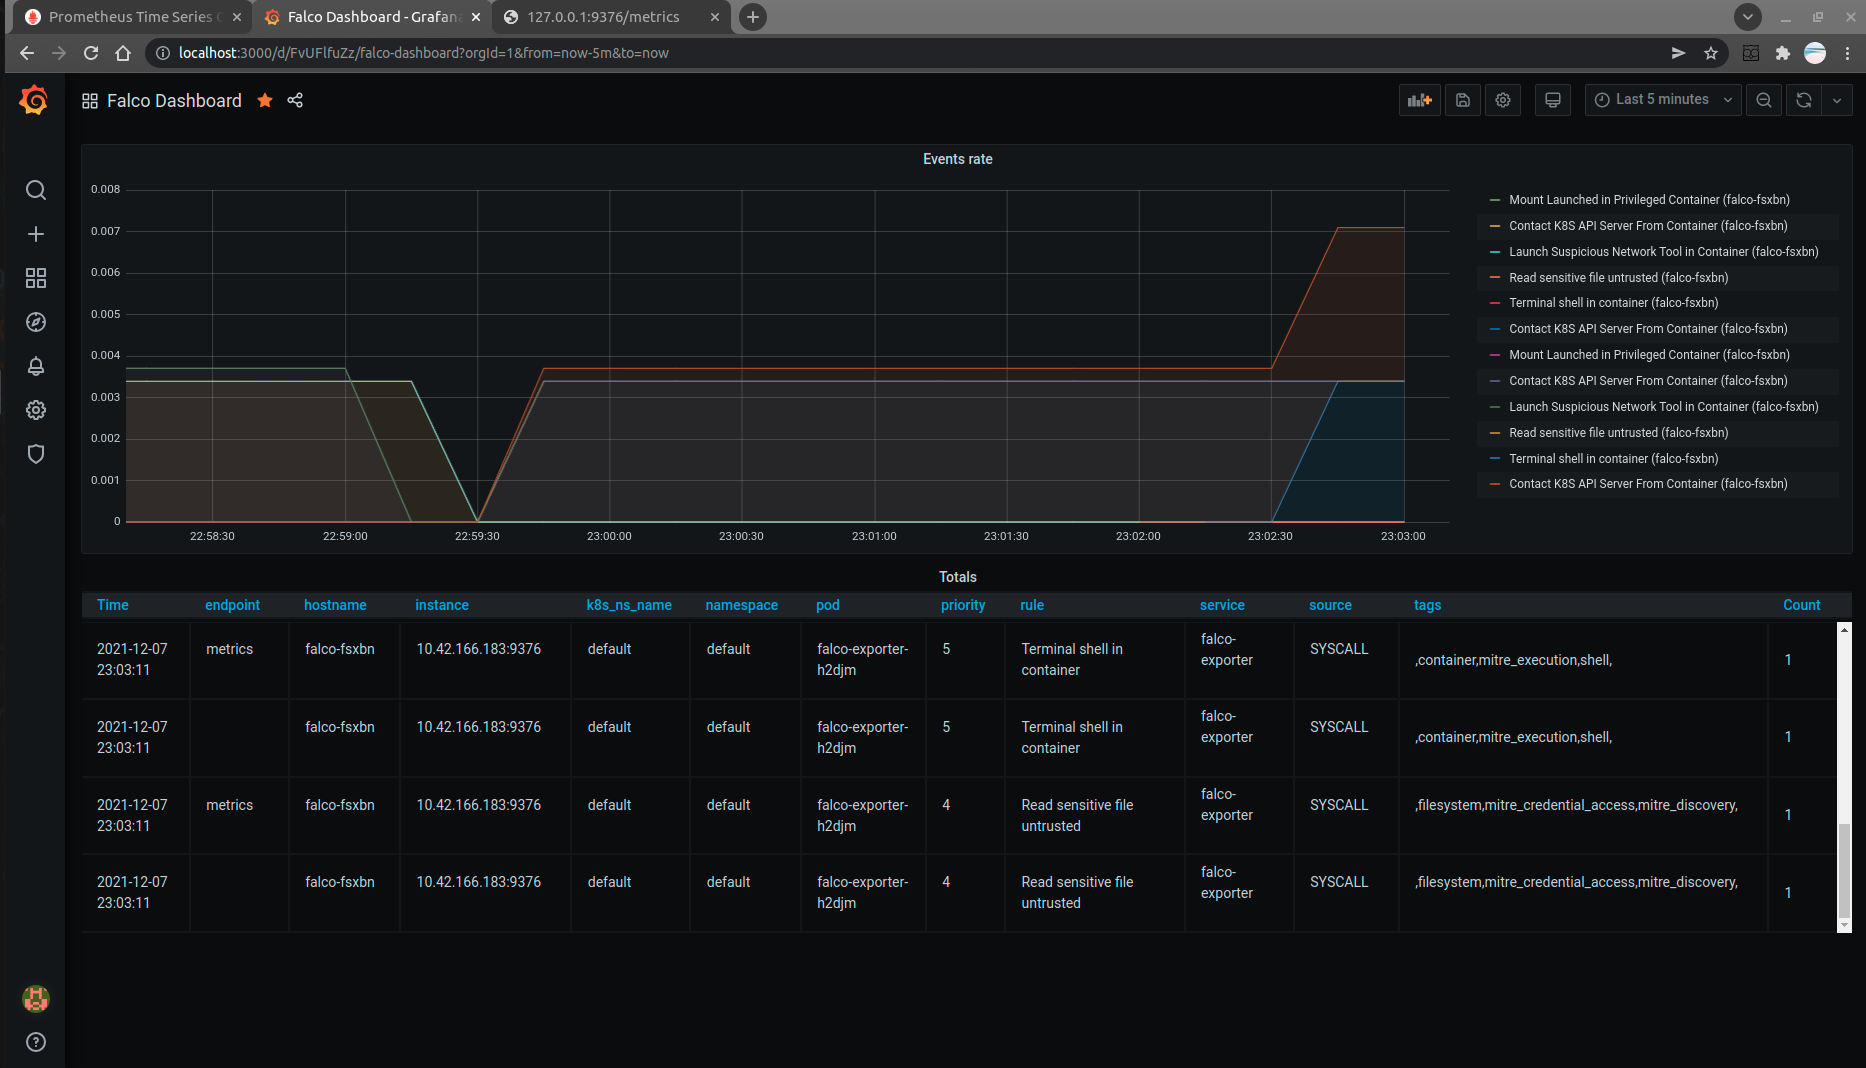 Prometheus Time Series C
Falco Dashboard - Grafana
127.0.0.1:9376/metrics
localhost:3000/d/FvUFlfuZz/falco-dashboard?orgId=1&from=now-5m&to=now
Falco Dashboard
Last 5 minutes
Events rate
0.008
0.007
0.006
0.005
0.004
0.003
0.002
0.001
0
22:58:30 22:59:00 22:59:30 23:00:00 23:00:30 23:01:00 23:01:30 23:02:00 23:02:30 23:03:00
Mount Launched in Privileged Container (falco-fsxbn)
Contact K8S API Server From Container (falco-fsxbn)
Launch Suspicious Network Tool in Container (falco-fsxbn)
Read sensitive file untrusted (falco-fsxbn)
Terminal shell in container (falco-fsxbn)
Contact K8S API Server From Container (falco-fsxbn)
Mount Launched in Privileged Container (falco-fsxbn)
Contact K8S API Server From Container (falco-fsxbn)
Launch Suspicious Network Tool in Container (falco-fsxbn)
Read sensitive file untrusted (falco-fsxbn)
Terminal shell in container (falco-fsxbn)
Contact K8S API Server From Container (falco-fsxbn)
Totals
Time endpoint hostname instance k8s_ns_name namespace pod priority rule service source tags Count
2021-12-07 metrics falco-fsxbn 10.42.166.183:9376 default default falco-exporter- 5 Terminal shell in falco- SYSCALL ,container,mitre_execution,shell, 1
23:03:11 h2djm container exporter
2021-12-07 falco-fsxbn 10.42.166.183:9376 default default falco-exporter- 5 Terminal shell in falco- SYSCALL ,container,mitre_execution,shell, 1
23:03:11 h2djm container exporter
2021-12-07 metrics falco-fsxbn 10.42.166.183:9376 default default falco-exporter- 4 Read sensitive file falco- SYSCALL ,filesystem,mitre_credential_access,mitre_discovery, 1
23:03:11 h2djm untrusted exporter
2021-12-07 falco-fsxbn 10.42.166.183:9376 default default falco-exporter- 4 Read sensitive file falco- SYSCALL ,filesystem,mitre_credential_access,mitre_discovery, 1
23:03:11 h2djm untrusted exporter